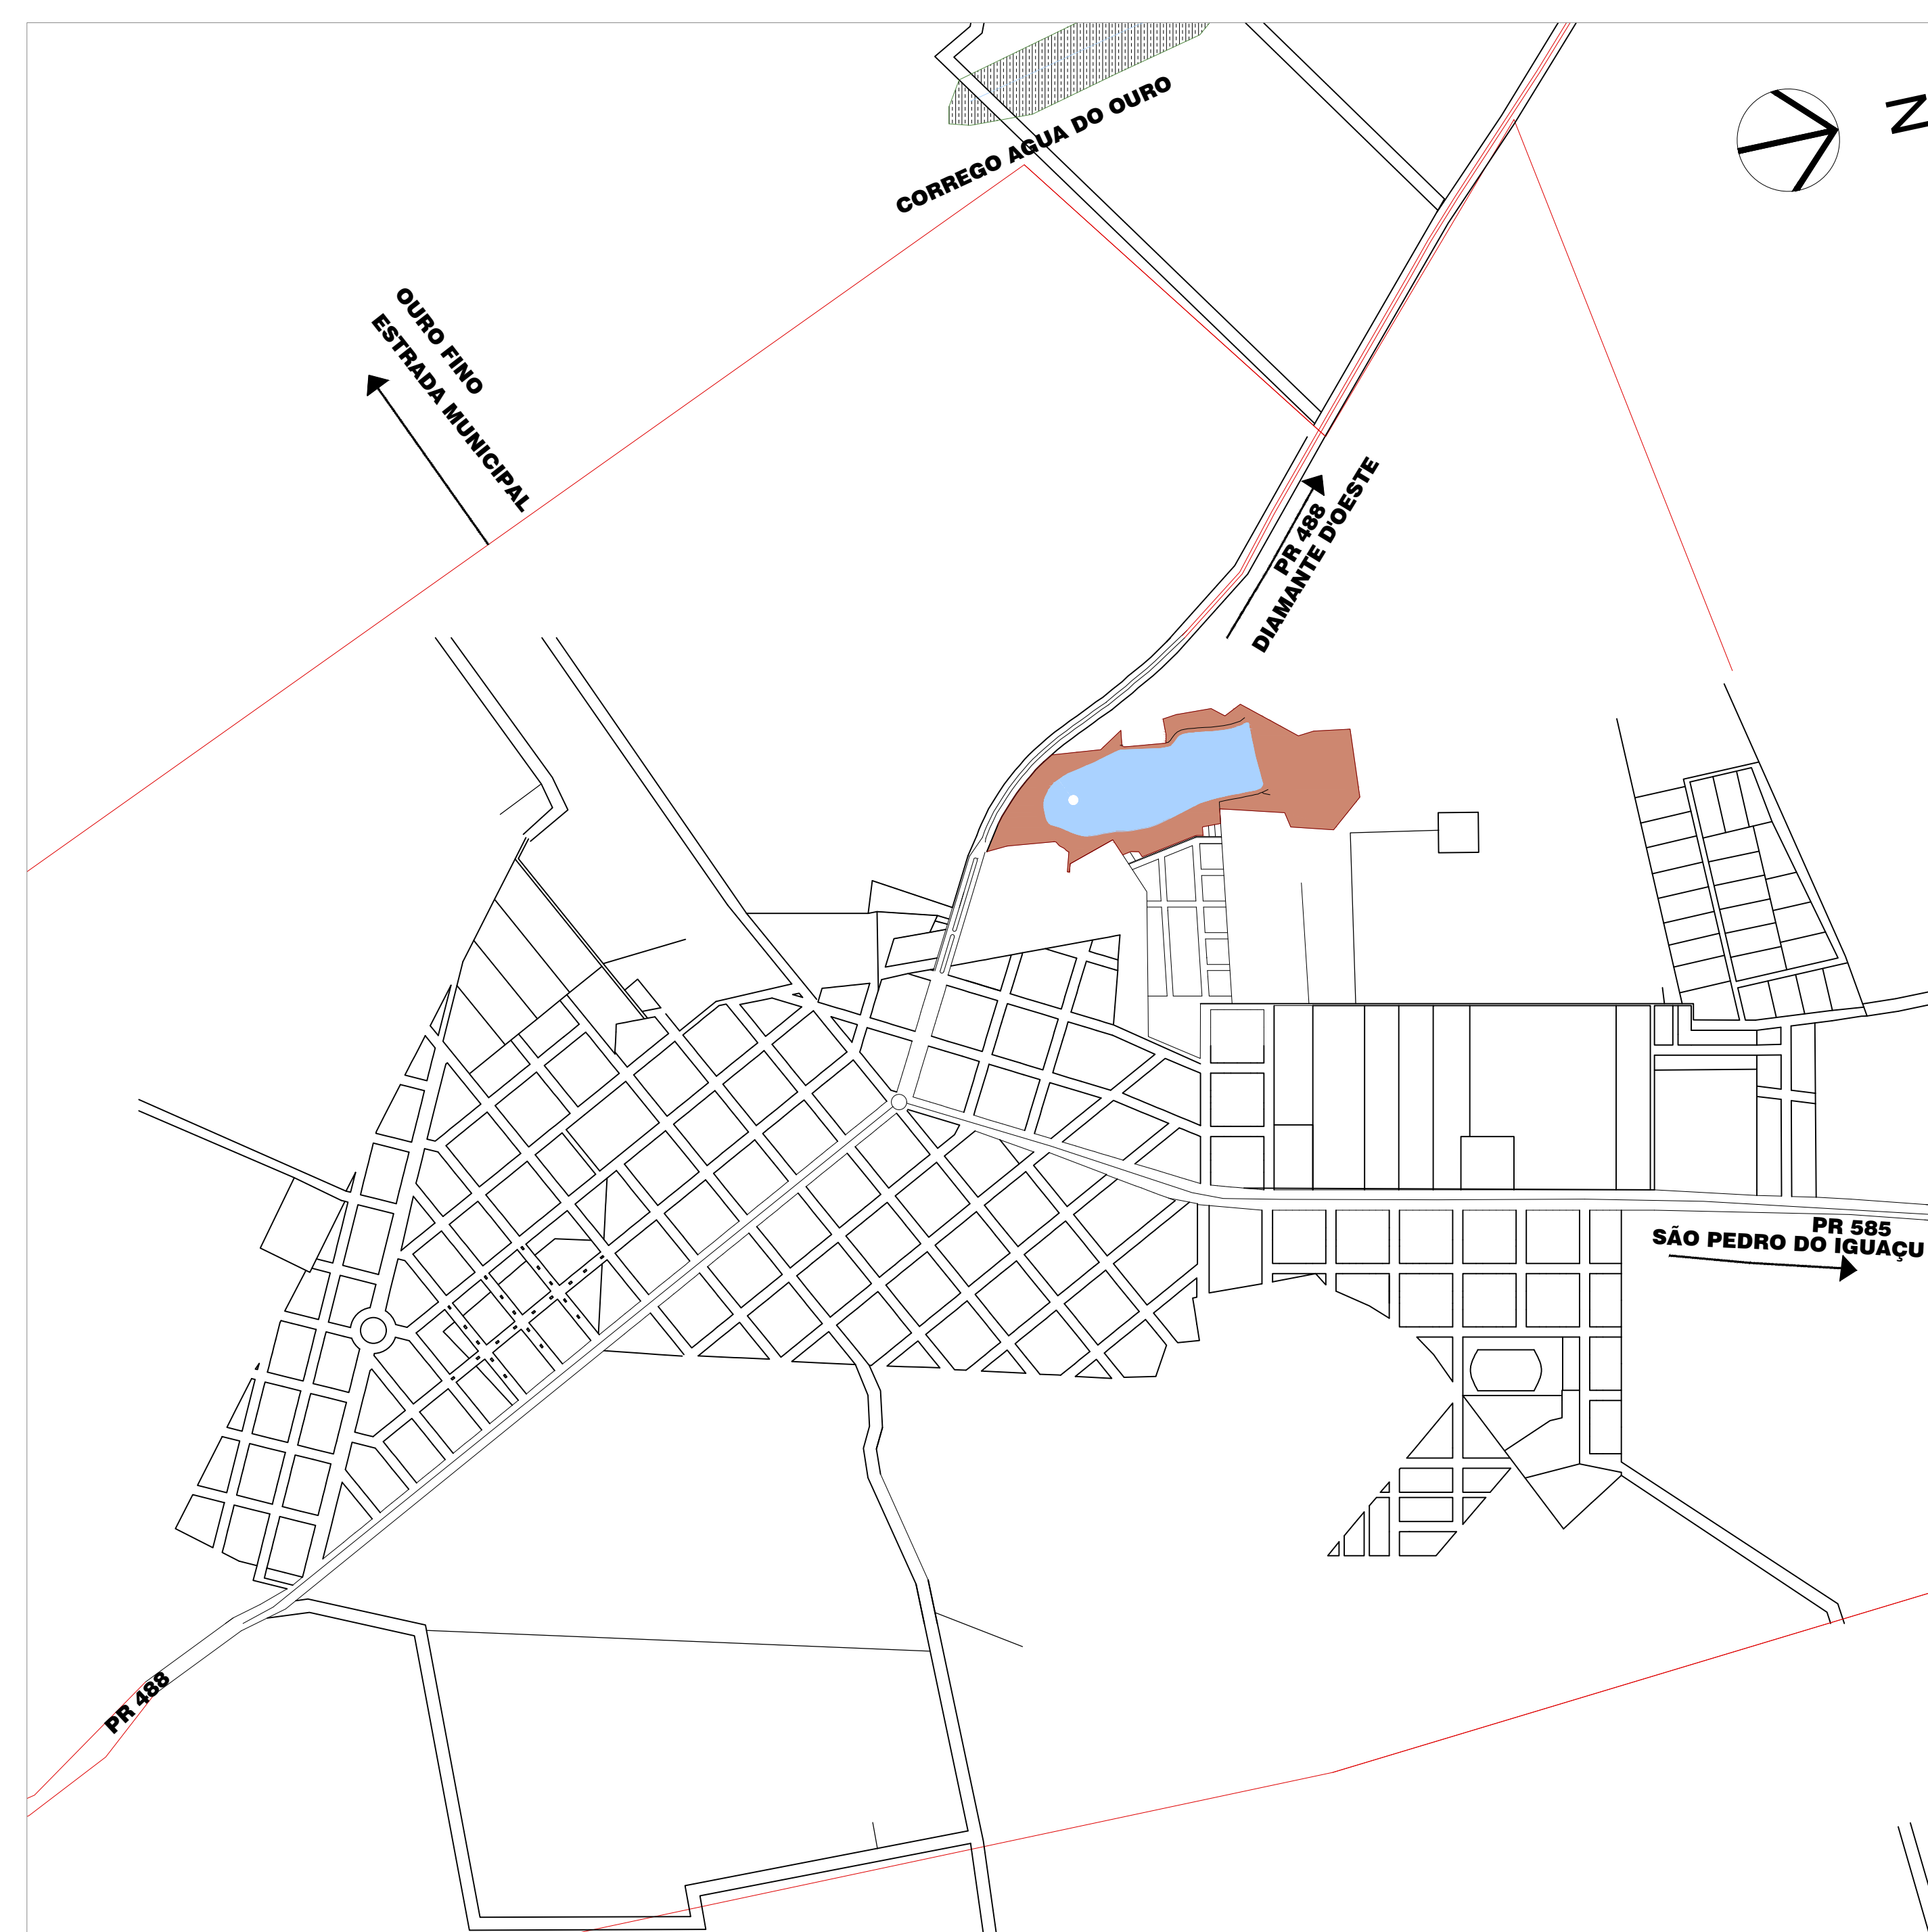 N
CORREGO AGUA DO OURO
OURO FINO
ESTRADA MUNICIPAL
PR 488
DIAMANTE D'OESTE
PR 585
SÃO PEDRO DO IGUAÇU
PR 488